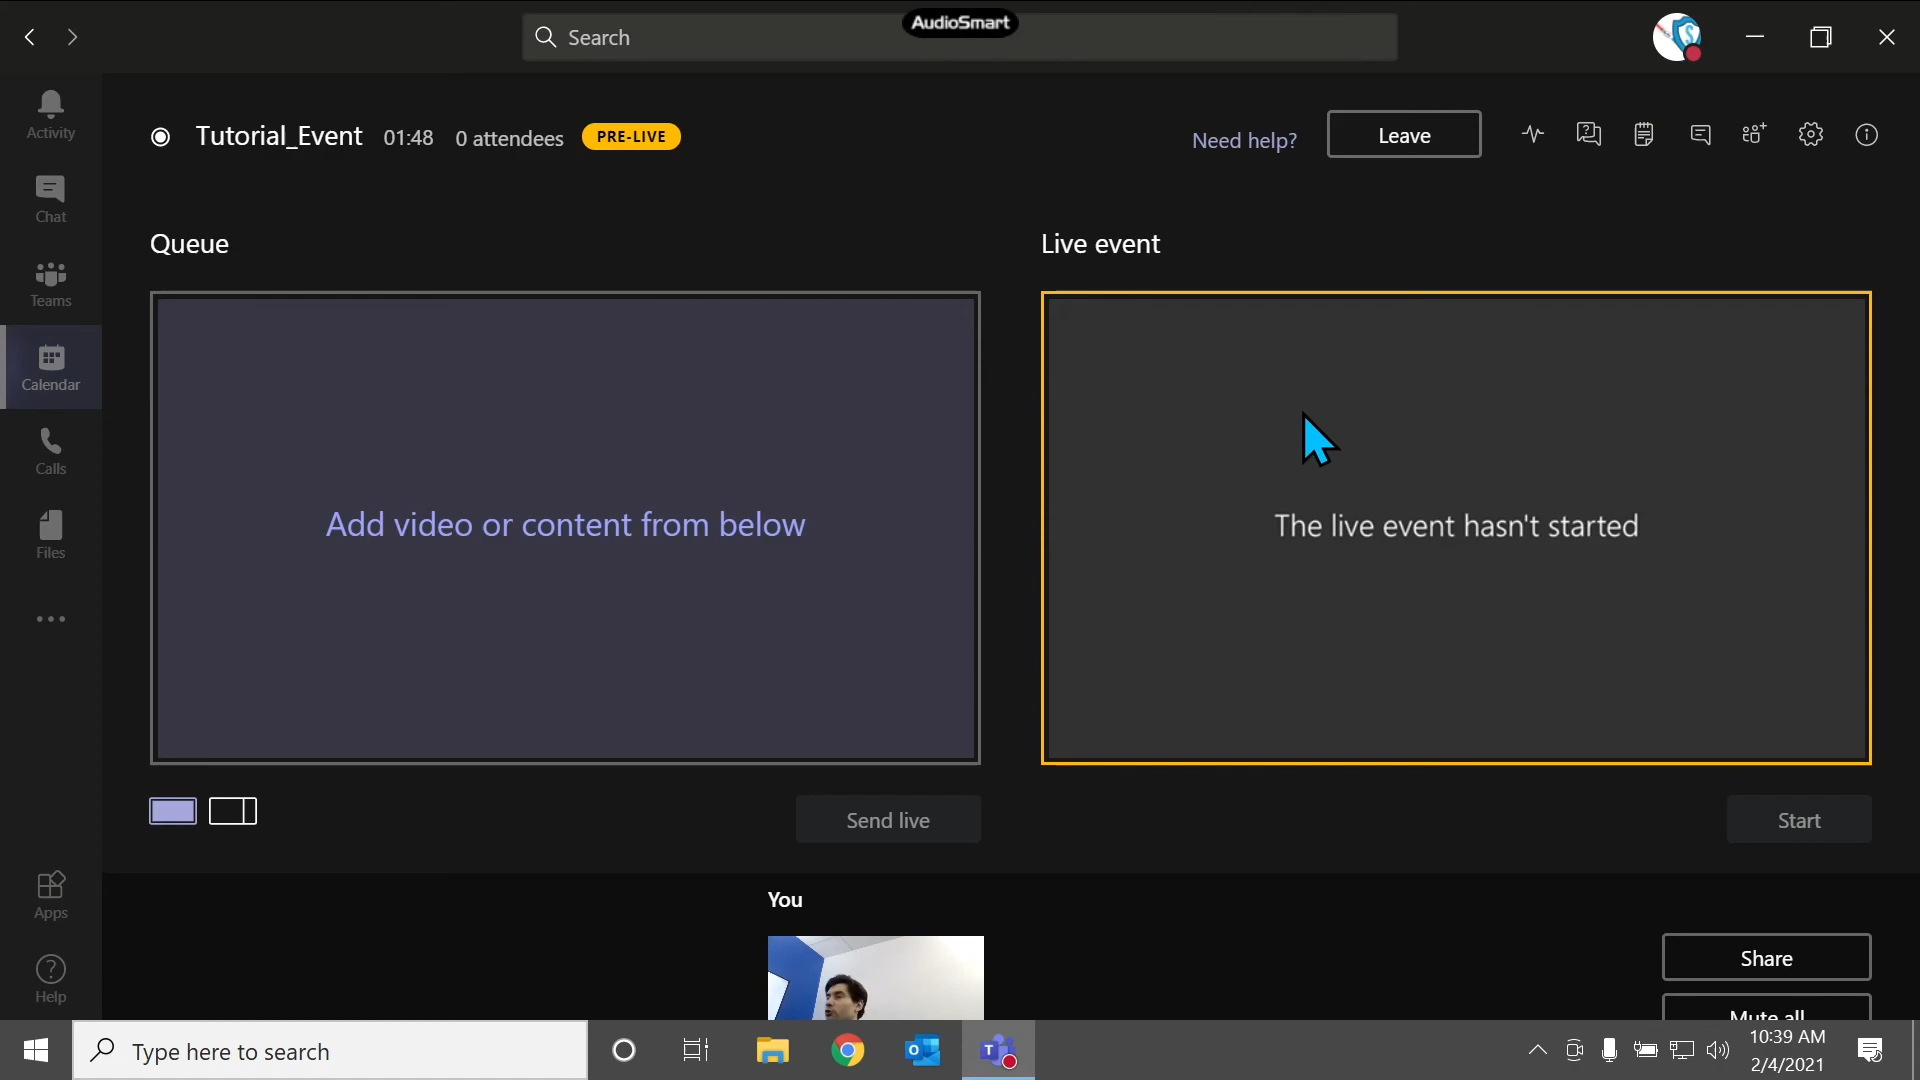 AudioSmart
Search
Activity
Chat
Teams
Calendar
Calls
Files
Apps
Help
Tutorial_Event 01:48 0 attendees PRE-LIVE
Need help? Leave
Queue
Live event
Add video or content from below
The live event hasn't started
Send live
Start
You
Share
Mute all
Type here to search
10:39 AM
2/4/2021